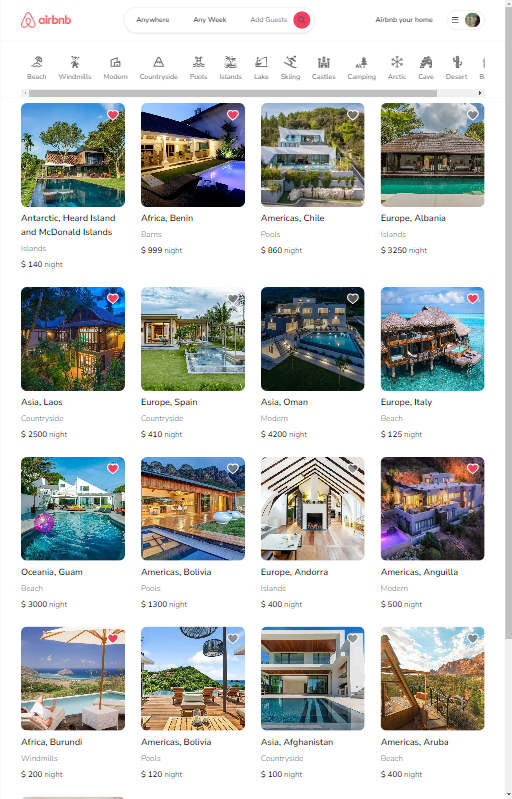 airbnb
Anywhere
Any Week
Add Guests
Airbnb your home
Beach
Windmills
Modern
Countryside
Pools
Islands
Lake
Skiing
Castles
Camping
Arctic
Cave
Desert
Antarctic, Heard Island
and McDonald Islands
Islands
$ 140 night
Africa, Benin
Barns
$ 999 night
Americas, Chile
Pools
$ 860 night
Europe, Albania
Islands
$ 3250 night
Asia, Laos
Countryside
$ 2500 night
Europe, Spain
Countryside
$ 410 night
Asia, Oman
Modern
$ 4200 night
Europe, Italy
Beach
$ 125 night
Oceania, Guam
Beach
$ 3000 night
Americas, Bolivia
Pools
$ 1300 night
Europe, Andorra
Islands
$ 400 night
Americas, Anguilla
Modern
$ 500 night
Africa, Burundi
Windmills
$ 200 night
Americas, Bolivia
Pools
$ 120 night
Asia, Afghanistan
Countryside
$ 100 night
Americas, Aruba
Beach
$ 400 night